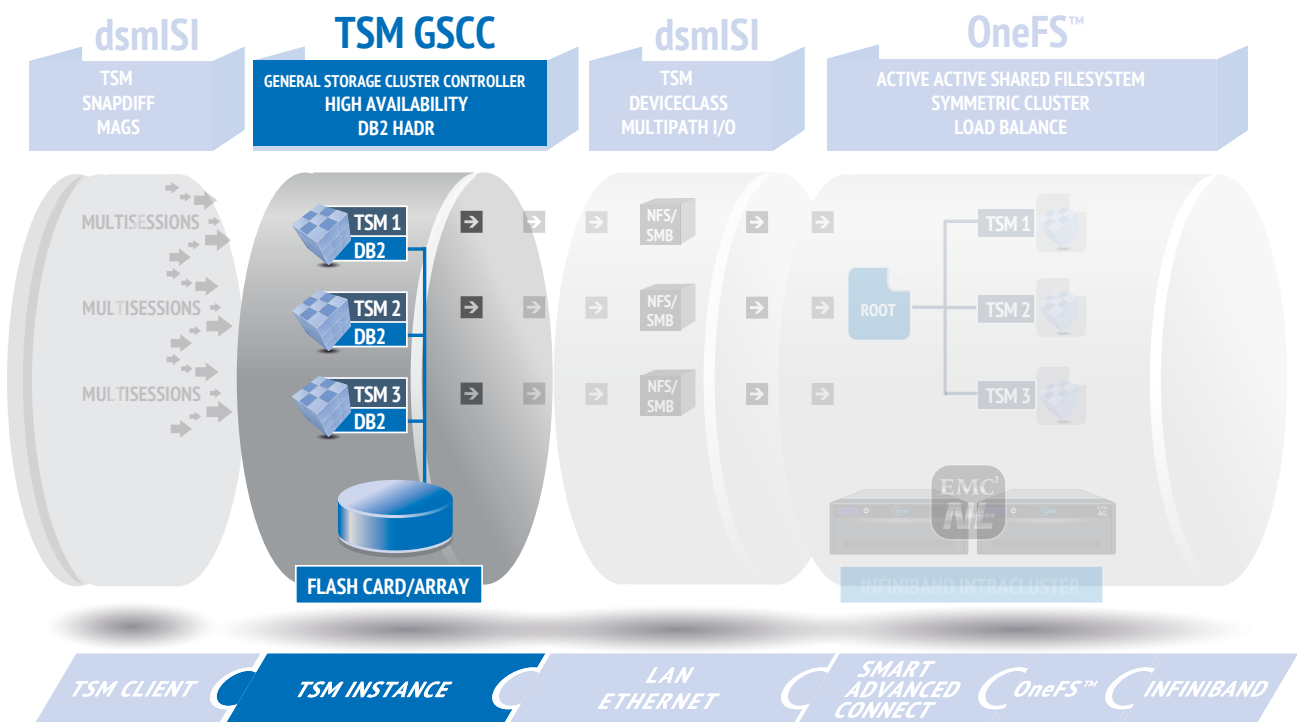 dsmISI
TSM
SNAPDIFF
MAGS
TSM GSCC
GENERAL STORAGE CLUSTER CONTROLLER
HIGH AVAILABILITY
DB2 HADR
dsmISI
TSM
DEVICECLASS
MULTIPATH I/O
OneFS™
ACTIVE ACTIVE SHARED FILESYSTEM
SYMMETRIC CLUSTER
LOAD BALANCE
MULTISESSIONS
MULTISESSIONS
MULTISESSIONS
TSM 1
DB2
TSM 2
DB2
TSM 3
DB2
FLASH CARD/ARRAY
NFS/
SMB
NFS/
SMB
NFS/
SMB
ROOT
TSM 1
TSM 2
TSM 3
EMC²
NL
INFINIBAND INTRACLUSTER
TSM CLIENT
TSM INSTANCE
LAN
ETHERNET
SMART
ADVANCED
CONNECT
OneFS™
INFINIBAND